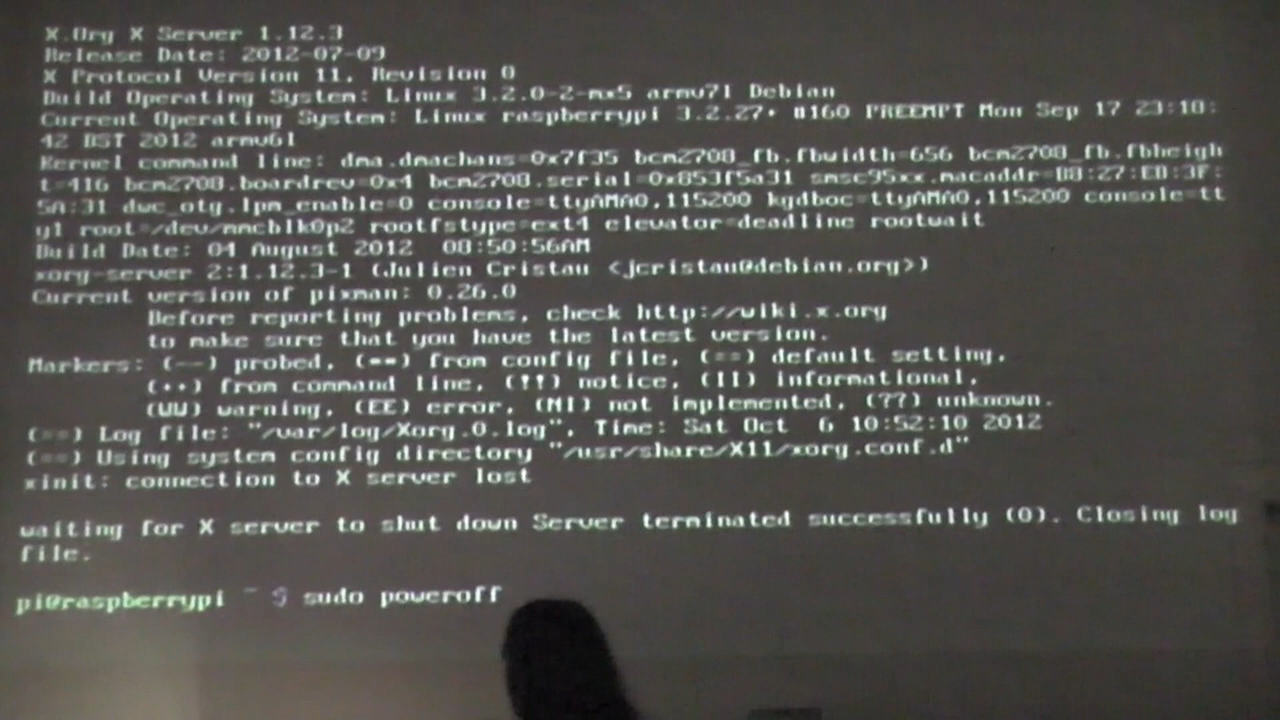 X.Org X Server 1.12.3
Release Date: 2012-07-09
X Protocol Version 11, Revision 0
Build Operating System: Linux 3.2.0-2-mx5 armv7l Debian
Current Operating System: Linux raspberrypi 3.2.27+ #160 PREEMPT Mon Sep 17 23:18:
42 BST 2012 armv6l
Kernel command line: dma.dmachans=0x7f35 bcm2708_fb.fbwidth=656 bcm2708_fb.fbheigh
t=416 bcm2708.boardrev=0x4 bcm2708.serial=0x853f5a31 smsc95xx.macaddr=B8:27:EB:3F:
5A:31 dwc_otg.lpm_enable=0 console=ttyAMA0,115200 kgdboc=ttyAMA0,115200 console=tt
y1 root=/dev/mmcblk0p2 rootfstype=ext4 elevator=deadline rootwait
Build Date: 04 August 2012  08:50:56AM
xorg-server 2:1.12.3-1 (Julien Cristau <jcristau@debian.org>)
Current version of pixman: 0.26.0
Before reporting problems, check http://wiki.x.org
to make sure that you have the latest version.
Markers: (--) probed, (**) from config file, (==) default setting,
(++) from command line, (!!) notice, (II) informational,
(WW) warning, (EE) error, (NI) not implemented, (??) unknown.
(==) Log file: "/var/log/Xorg.0.log", Time: Sat Oct  6 10:52:10 2012
(==) Using system config directory "/usr/share/X11/xorg.conf.d"
xinit: connection to X server lost
waiting for X server to shut down Server terminated successfully (0). Closing log
file.
pi@raspberrypi ~ $ sudo poweroff